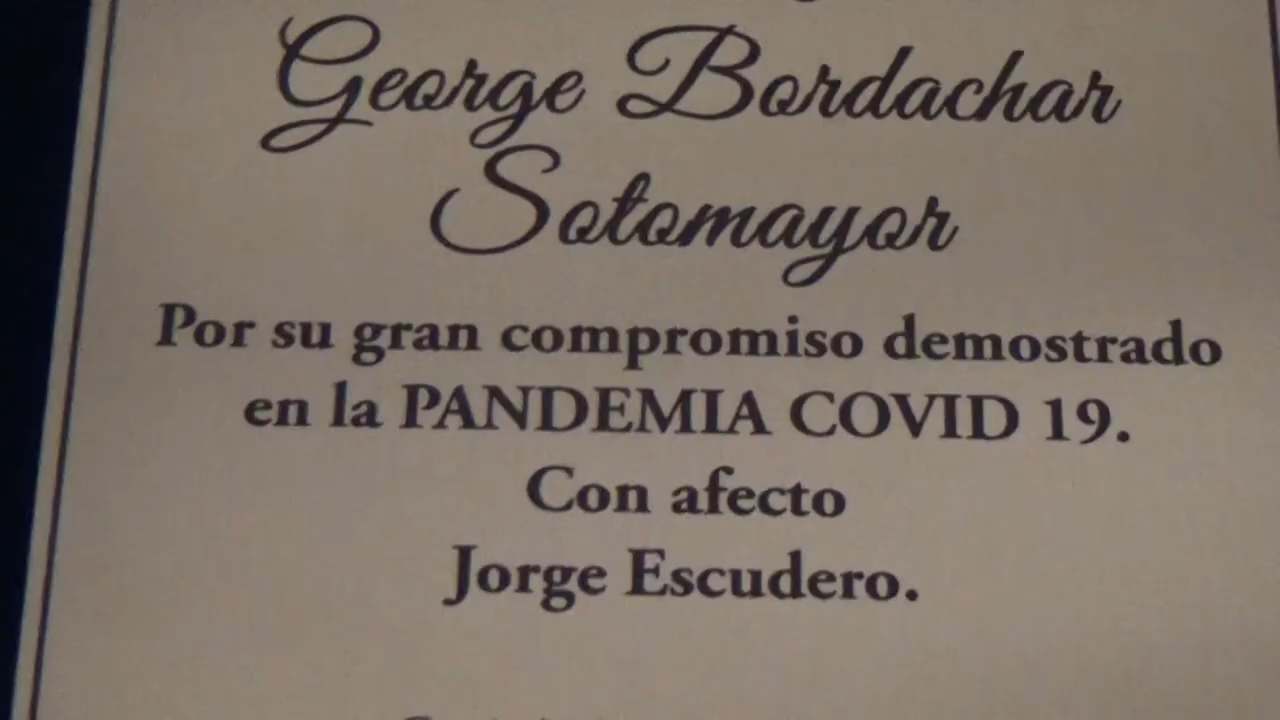 George Bordachar
Sotomayor
Por su gran compromiso demostrado
en la PANDEMIA COVID 19.
Con afecto
Jorge Escudero.